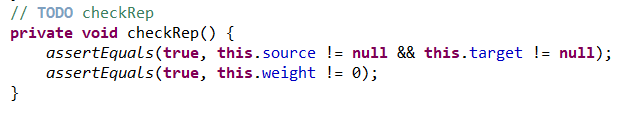 // TODO checkRep
private void checkRep() {
    assertEquals(true, this.source != null && this.target != null);
    assertEquals(true, this.weight != 0);
}